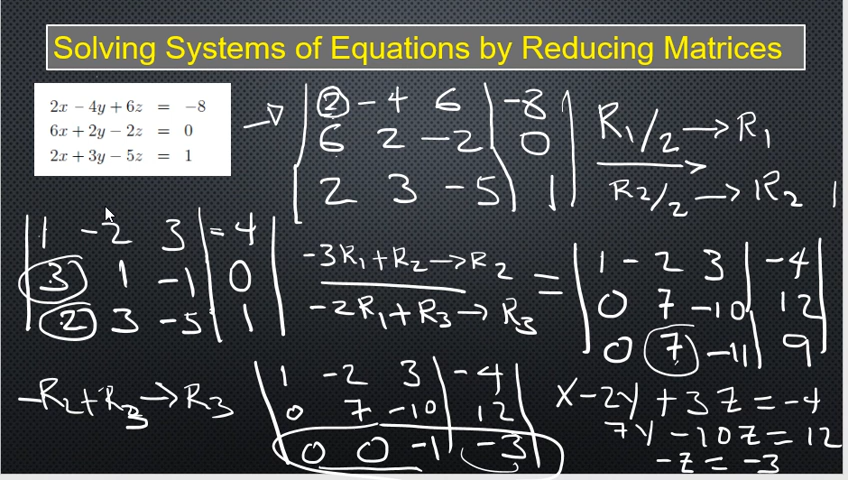 Solving Systems of Equations by Reducing Matrices
2x − 4y + 6z = −8
6x + 2y − 2z = 0
2x + 3y − 5z = 1
2 -4 6 | -8
6 2 -2 | 0
2 3 -5 | 1
R1/2 → R1
R2/2 → R2
1 -2 3 | = 4
3 1 -1 | 0
2 3 -5 | 1
-3R1+R2 → R2
-2R1+R3 → R3
=
1 -2 3 | -4
0 7 -10 | 12
0 7 -11 | 9
-R2+R3 → R3
1 -2 3 | -4
0 7 -10 | 12
0 0 -1 | -3
x - 2y + 3z = -4
7y - 10z = 12
-z = -3